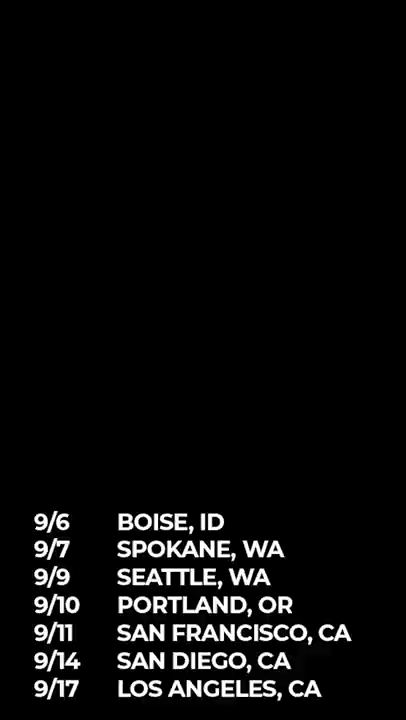 9/6 BOISE, ID
9/7 SPOKANE, WA
9/9 SEATTLE, WA
9/10 PORTLAND, OR
9/11 SAN FRANCISCO, CA
9/14 SAN DIEGO, CA
9/17 LOS ANGELES, CA